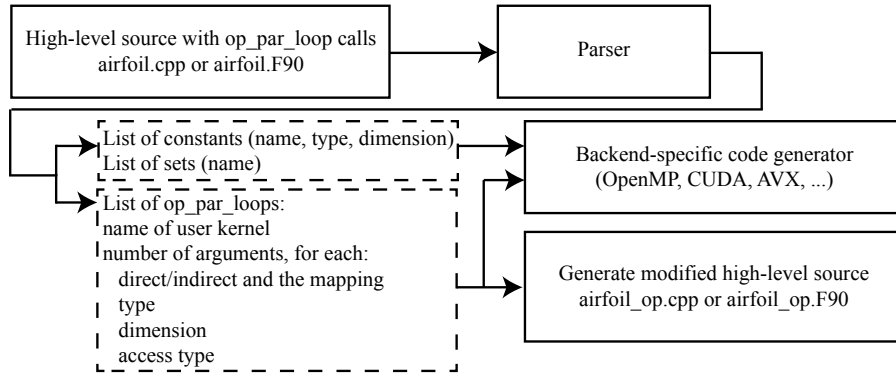 High-level source with op_par_loop calls
airfoil.cpp or airfoil.F90
Parser
List of constants (name, type, dimension)
List of sets (name)
Backend-specific code generator
(OpenMP, CUDA, AVX, ...)
List of op_par_loops:
name of user kernel
number of arguments, for each:
direct/indirect and the mapping
type
dimension
access type
Generate modified high-level source
airfoil_op.cpp or airfoil_op.F90